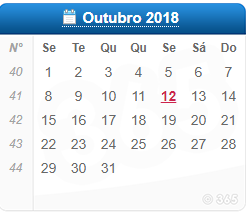 Outubro 2018
Nº Se Te Qu Qu Se Sá Do
40 1 2 3 4 5 6 7
41 8 9 10 11 12 13 14
42 15 16 17 18 19 20 21
43 22 23 24 25 26 27 28
44 29 30 31
© 365